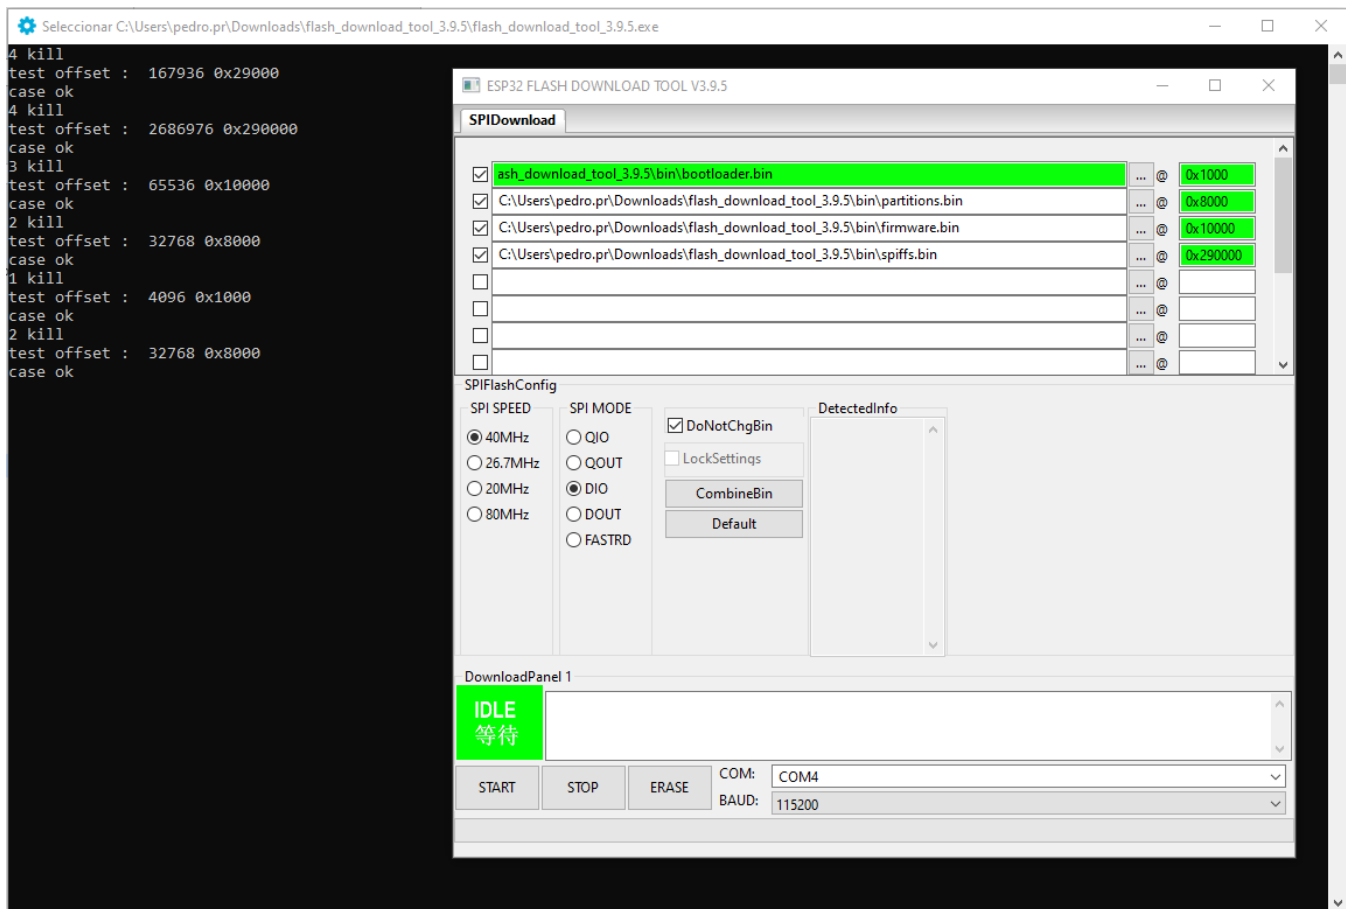 Seleccionar C:\Users\pedro.pr\Downloads\flash_download_tool_3.9.5\flash_download_tool_3.9.5.exe
4 kill
test offset :  167936 0x29000
case ok
4 kill
test offset :  2686976 0x290000
case ok
3 kill
test offset :  65536 0x10000
case ok
2 kill
test offset :  32768 0x8000
case ok
1 kill
test offset :  4096 0x1000
case ok
2 kill
test offset :  32768 0x8000
case ok
ESP32 FLASH DOWNLOAD TOOL V3.9.5
SPIDownload
ash_download_tool_3.9.5\bin\bootloader.bin ... @ 0x1000
C:\Users\pedro.pr\Downloads\flash_download_tool_3.9.5\bin\partitions.bin ... @ 0x8000
C:\Users\pedro.pr\Downloads\flash_download_tool_3.9.5\bin\firmware.bin ... @ 0x10000
C:\Users\pedro.pr\Downloads\flash_download_tool_3.9.5\bin\spiffs.bin ... @ 0x290000
... @
... @
... @
... @
SPIFlashConfig
SPI SPEED
40MHz
26.7MHz
20MHz
80MHz
SPI MODE
QIO
QOUT
DIO
DOUT
FASTRD
DoNotChgBin
LockSettings
CombineBin
Default
DetectedInfo
DownloadPanel 1
IDLE
等待
START STOP ERASE
COM: COM4
BAUD: 115200